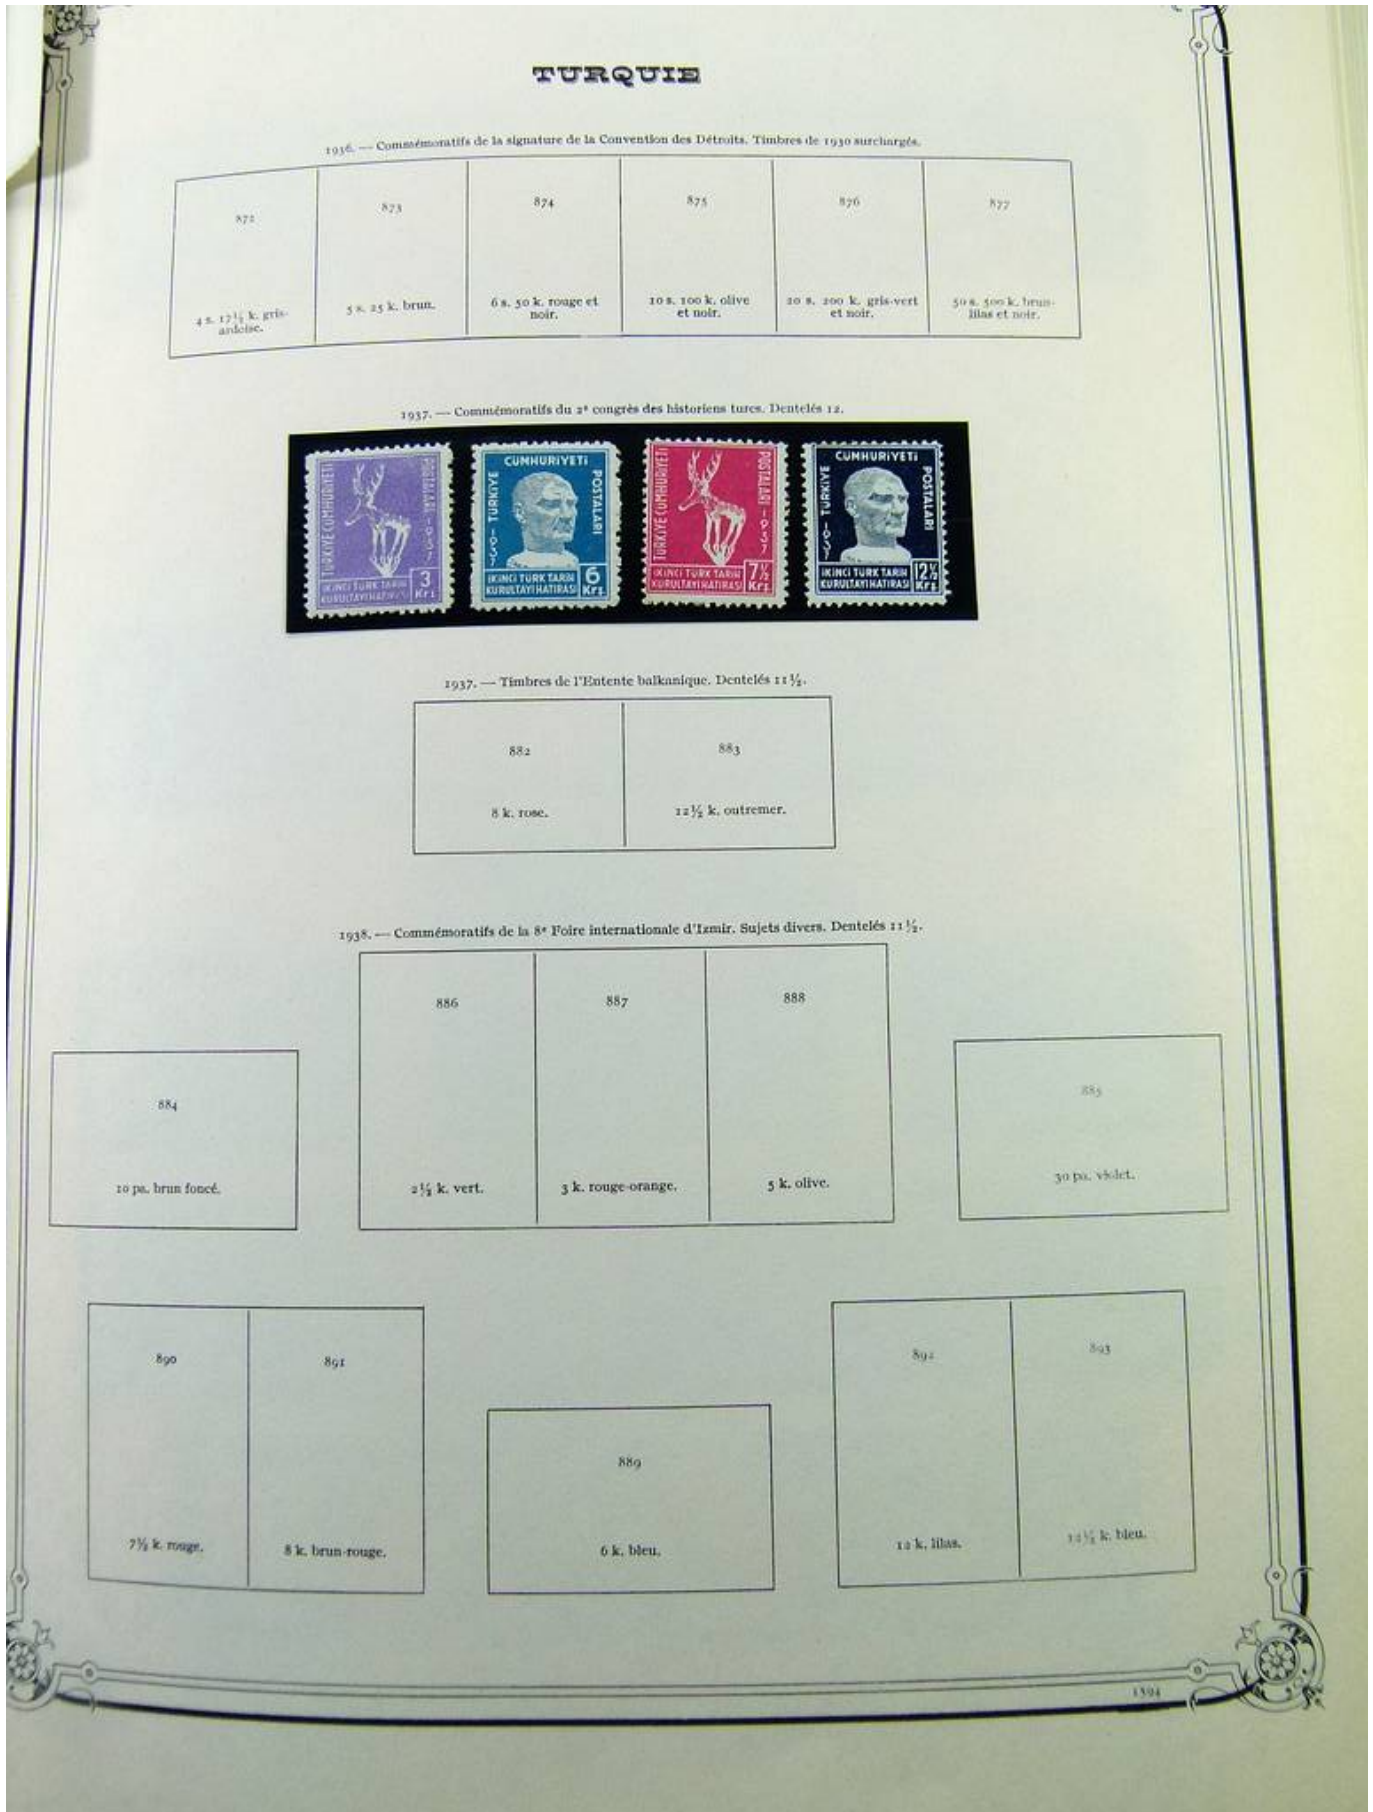 TURQUIE
1936. — Commémoratifs de la signature de la Convention des Détroits. Timbres de 1930 surchargés.
872 873 874 875 876 877
4 s. 17½ k. gris-ardoise.
5 s. 25 k. brun.
6 s. 50 k. rouge et noir.
10 s. 100 k. olive et noir.
20 s. 200 k. gris-vert et noir.
50 s. 500 k. brun-lilas et noir.
1937. — Commémoratifs du 2e congrès des historiens turcs. Dentelés 12.
TÜRKİYE CUMHURİYETİ
POSTALARI 1937
İKİNCİ TÜRK TARİH
KURULTAYI HATIRASI
3 Krş
CUMHURİYETİ
TÜRKİYE
1937
POSTALARI
İKİNCİ TÜRK TARİH
KURULTAYI HATIRASI
6 Krş
TÜRKİYE CUMHURİYETİ
POSTALARI 1937
İKİNCİ TÜRK TARİH
KURULTAYI HATIRASI
7½ Krş
CUMHURİYETİ
TÜRKİYE
1937
POSTALARI
İKİNCİ TÜRK TARİH
KURULTAYI HATIRASI
12½ Krş
1937. — Timbres de l'Entente balkanique. Dentelés 11½.
882 883
8 k. rose. 12½ k. outremer.
1938. — Commémoratifs de la 8e Foire internationale d'Izmir. Sujets divers. Dentelés 11½.
886 887 888
884 885
10 pa. brun foncé. 2½ k. vert. 3 k. rouge-orange. 5 k. olive. 30 pa. violet.
890 891 892 893
889
7½ k. rouge. 8 k. brun-rouge. 6 k. bleu. 12 k. lilas. 12½ k. bleu.
1394